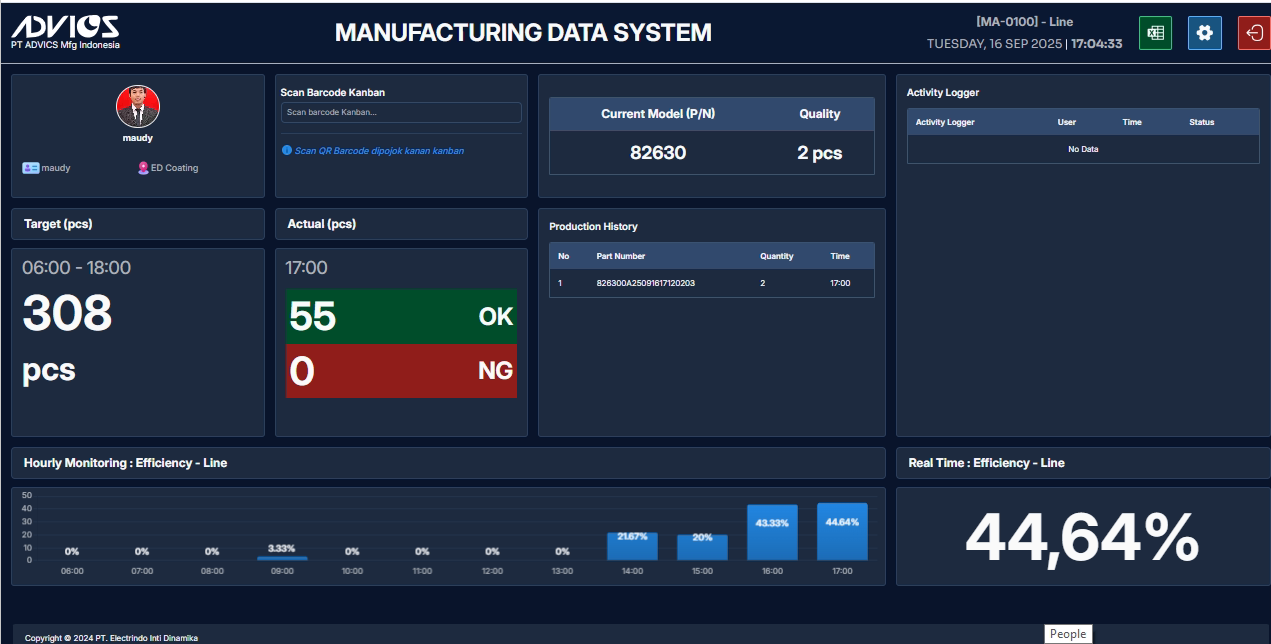 ADVICS
PT ADVICS Mfg Indonesia
MANUFACTURING DATA SYSTEM
[MA-0100] - Line
TUESDAY, 16 SEP 2025 | 17:04:33
maudy
maudy
ED Coating
Scan Barcode Kanban
Scan barcode Kanban...
Scan QR Barcode dipojok kanan kanban
Current Model (P/N) Quality
82630 2 pcs
Activity Logger
Activity Logger User Time Status
No Data
Target (pcs)
06:00 - 18:00
308
pcs
Actual (pcs)
17:00
55 OK
0 NG
Production History
No Part Number Quantity Time
1 826300A25091617120203 2 17:00
Hourly Monitoring : Efficiency - Line
50
40
30
20
10
0
0% 0% 0% 3.33% 0% 0% 0% 0% 21.67% 20% 43.33% 44.64%
06:00 07:00 08:00 09:00 10:00 11:00 12:00 13:00 14:00 15:00 16:00 17:00
Real Time : Efficiency - Line
44,64%
Copyright © 2024 PT. Electrindo Inti Dinamika
People